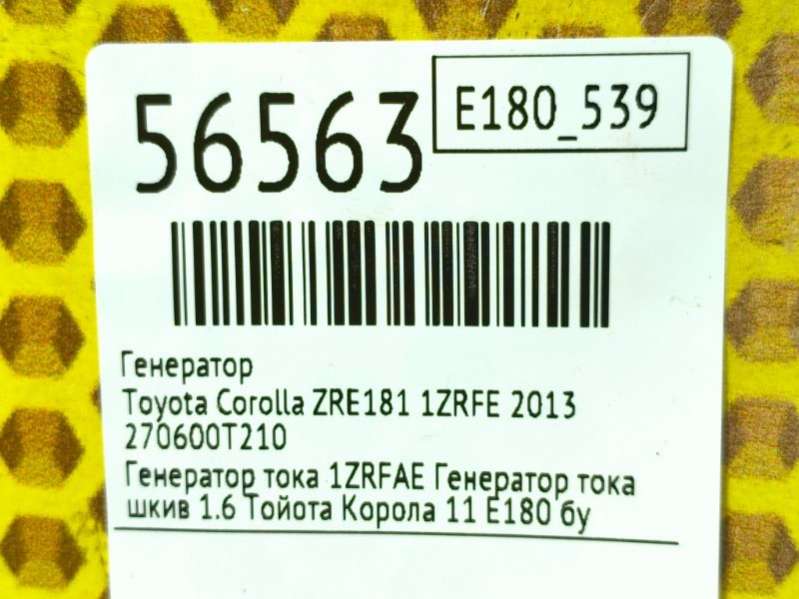 56563
E180_539
Генератор
Toyota Corolla ZRE181 1ZRFE 2013
270600T210
Генератор тока 1ZRFAE Генератор тока
шкив 1.6 Тойота Корола 11 Е180 бу